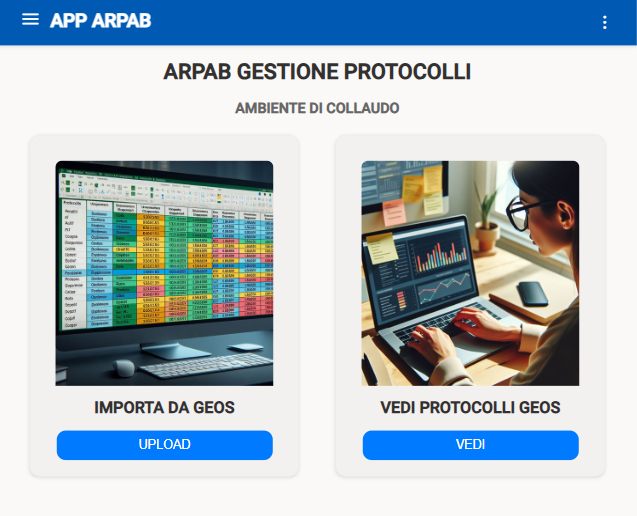 APP ARPAB
ARPAB GESTIONE PROTOCOLLI
AMBIENTE DI COLLAUDO
IMPORTA DA GEOS
VEDI PROTOCOLLI GEOS
UPLOAD
VEDI